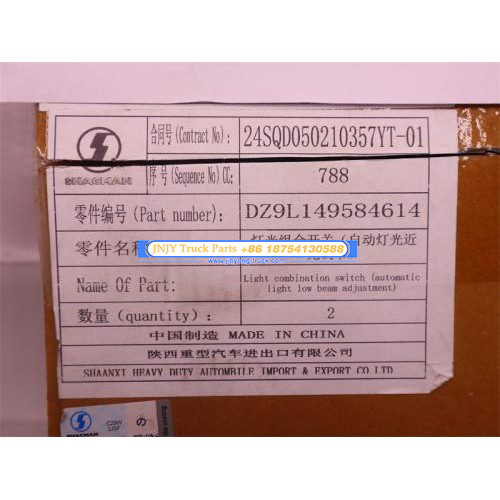 合同号(Contract No): 24SQD050210357YT-01
SHACMAN
序号(Sequence No)CC: 788
零件编号(Part number): DZ9L149584614
零件名称
灯光组合开关(自动灯光近
JNJY Truck Parts +86 18754130588
Name Of Part: Light combination switch (automatic
light low beam adjustment)
数量(quantity): 2
中国制造 MADE IN CHINA
陕西重型汽车进出口有限公司
SHAANXI HEAVY DUTY AUTOMBILE IMPORT & EXPORT CO LTD
SHACMAN
の